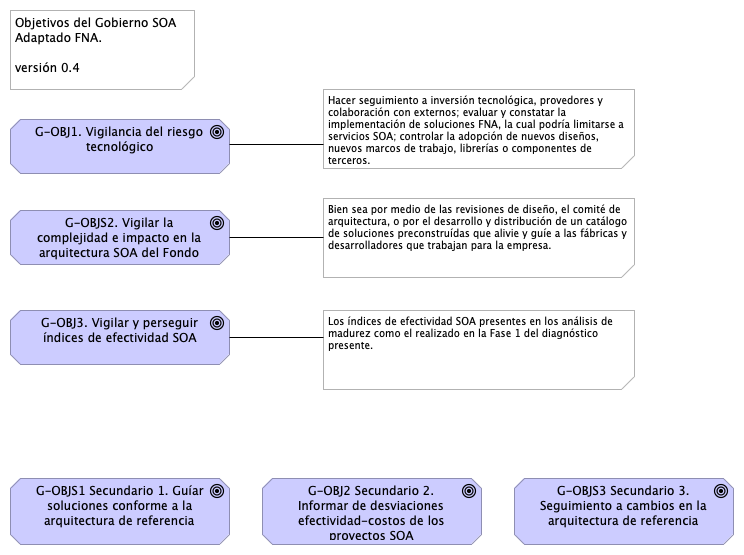 Objetivos del Gobierno SOA
Adaptado FNA.
versión 0.4
G-OBJ1. Vigilancia del riesgo
tecnológico
Hacer seguimiento a inversión tecnológica, provedores y
colaboración con externos; evaluar y constatar la
implementación de soluciones FNA, la cual podría limitarse a
servicios SOA; controlar la adopción de nuevos diseños,
nuevos marcos de trabajo, librerías o componentes de
terceros.
G-OBJS2. Vigilar la
complejidad e impacto en la
arquitectura SOA del Fondo
Bien sea por medio de las revisiones de diseño, el comité de
arquitectura, o por el desarrollo y distribución de un catálogo
de soluciones preconstruídas que alivie y guíe a las fábricas y
desarrolladores que trabajan para la empresa.
G-OBJ3. Vigilar y perseguir
índices de efectividad SOA
Los índices de efectividad SOA presentes en los análisis de
madurez como el realizado en la Fase 1 del diagnóstico
presente.
G-OBJS1 Secundario 1. Guíar
soluciones conforme a la
arquitectura de referencia
G-OBJ2 Secundario 2.
Informar de desviaciones
efectividad-costos de los
proyectos SOA
G-OBJS3 Secundario 3.
Seguimiento a cambios en la
arquitectura de referencia